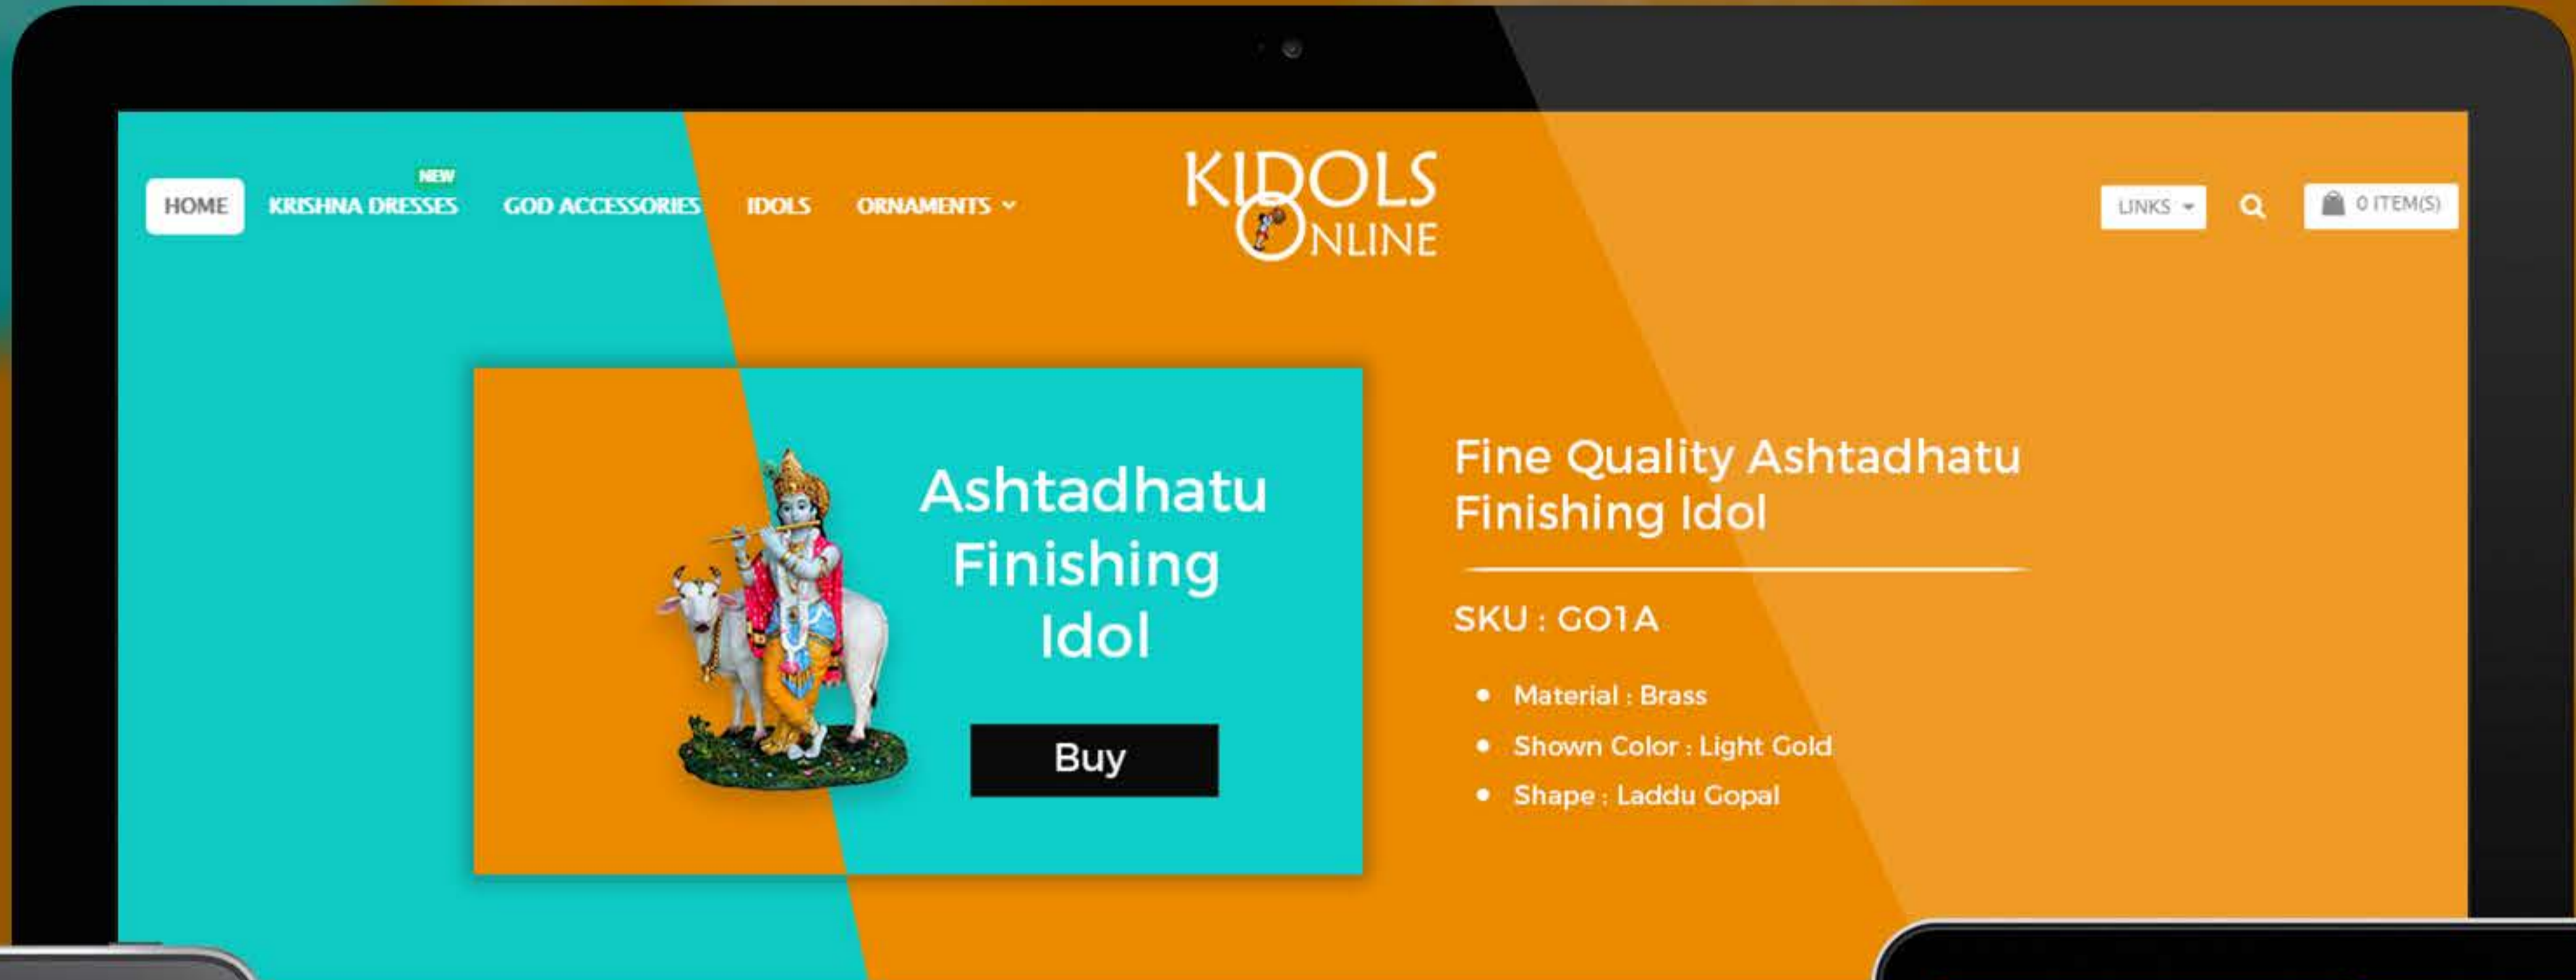 HOME
NEW
KRISHNA DRESSES
GOD ACCESSORIES
IDOLS
ORNAMENTS
KIDOLS
ONLINE
LINKS
0 ITEM(S)
Ashtadhatu
Finishing
Idol
Buy
Fine Quality Ashtadhatu
Finishing Idol
SKU : GO1A
Material : Brass
Shown Color : Light Gold
Shape : Laddu Gopal